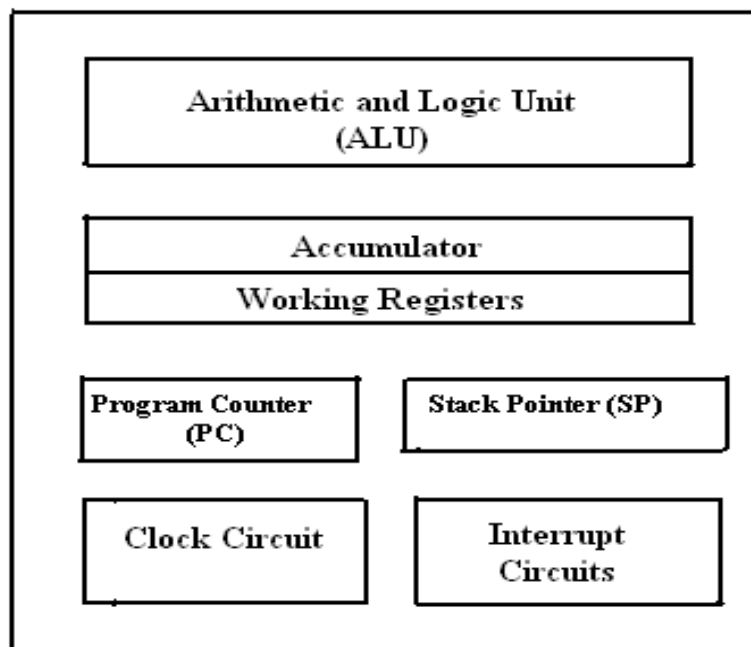 Arithmetic and Logic Unit
(ALU)
Accumulator
Working Registers
Program Counter
(PC)
Stack Pointer (SP)
Clock Circuit
Interrupt
Circuits